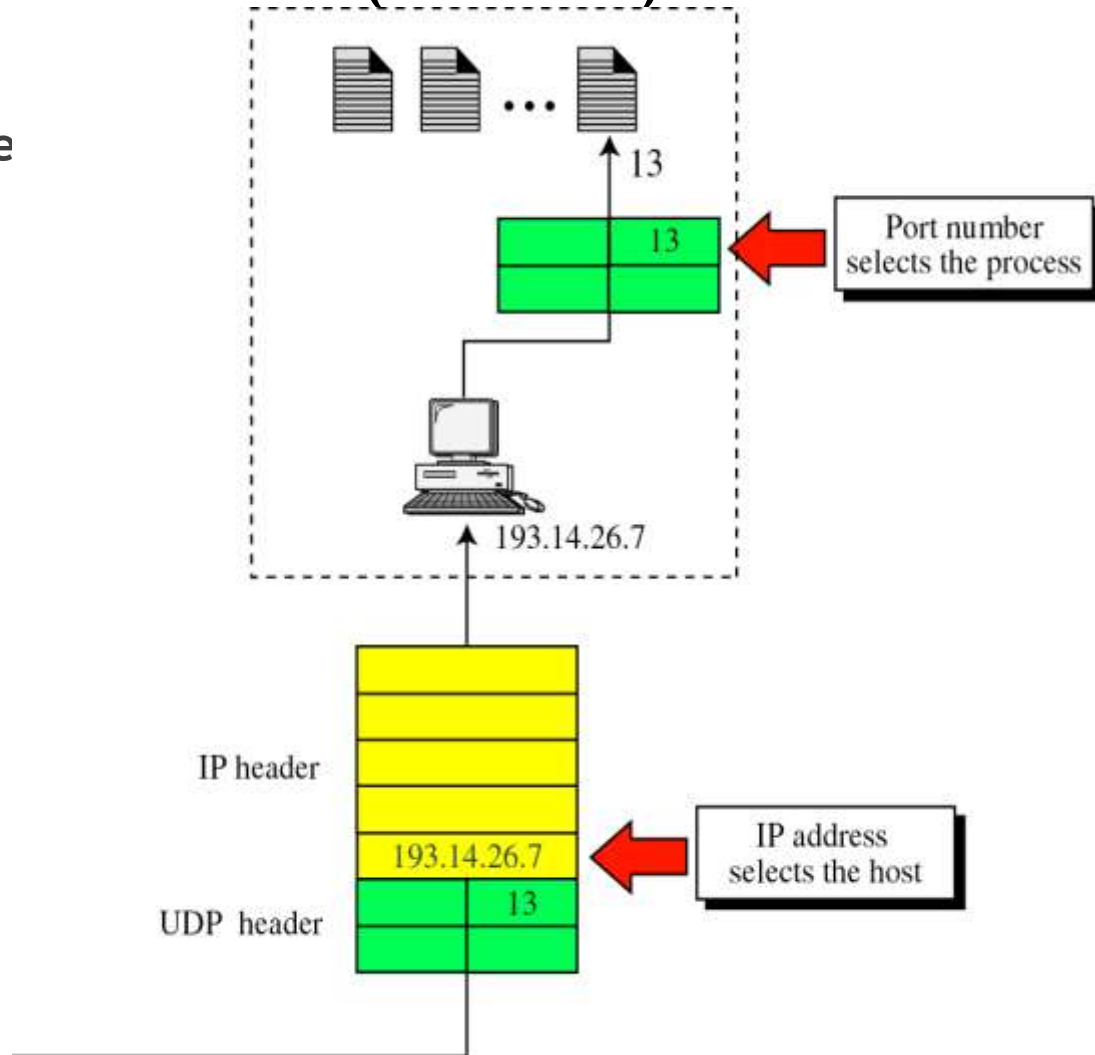 e
13
13
Port number
selects the process
193.14.26.7
IP header
193.14.26.7
IP address
selects the host
UDP header
13